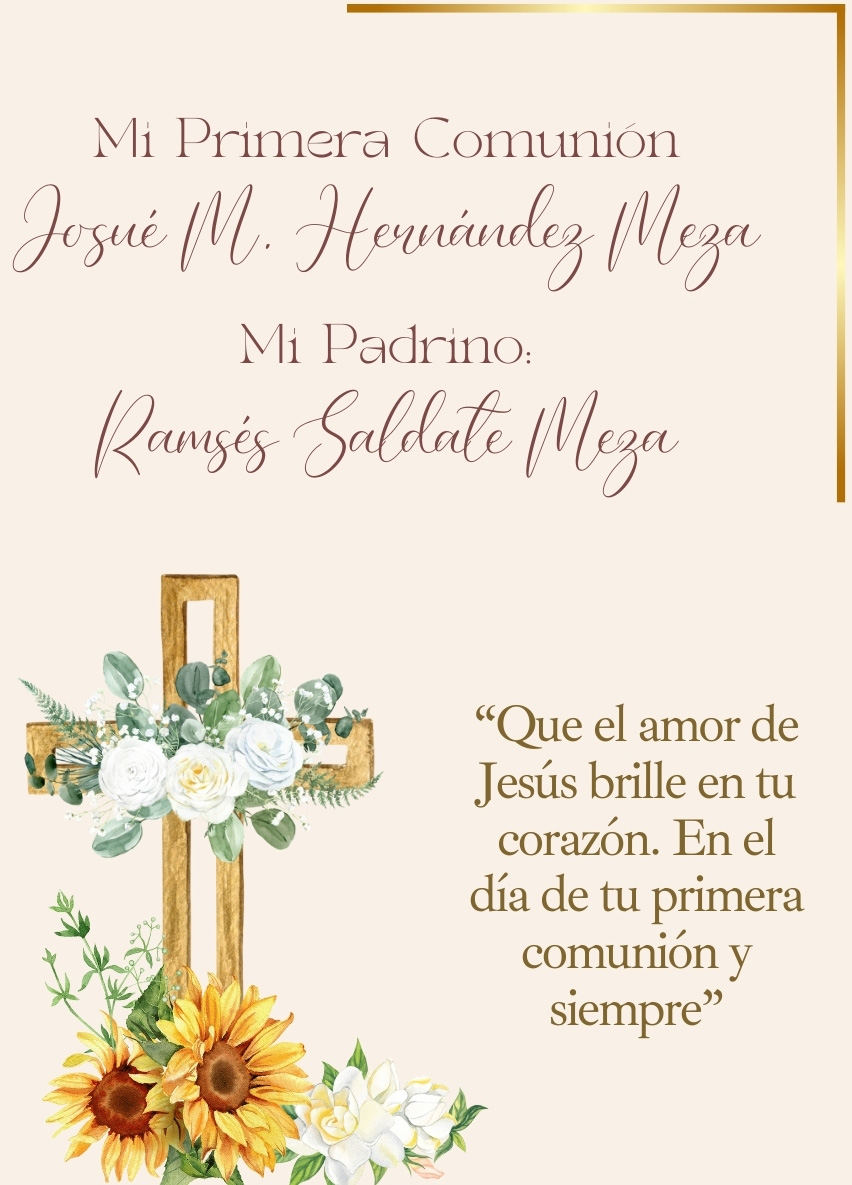 Mi Primera Comunión
Josué M. Hernández Meza
Mi Padrino:
Ramsés Saldate Meza
“Que el amor de
Jesús brille en tu
corazón. En el
día de tu primera
comunión y
siempre”